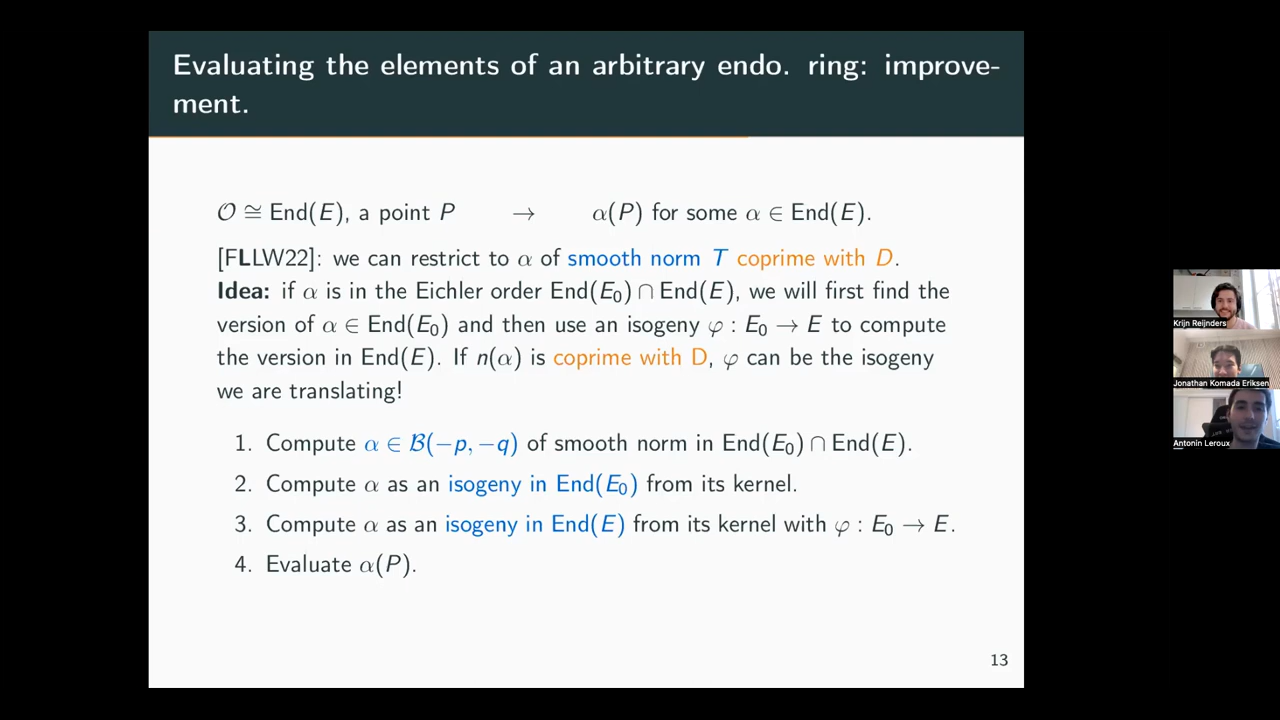 Evaluating the elements of an arbitrary endo. ring: improve-
ment.
𝒪 ≅ End(E), a point P → α(P) for some α ∈ End(E).
[FLLW22]: we can restrict to α of smooth norm T coprime with D.
Idea: if α is in the Eichler order End(E₀) ∩ End(E), we will first find the
version of α ∈ End(E₀) and then use an isogeny φ : E₀ → E to compute
the version in End(E). If n(α) is coprime with D, φ can be the isogeny
we are translating!
1. Compute α ∈ ℬ(−p, −q) of smooth norm in End(E₀) ∩ End(E).
2. Compute α as an isogeny in End(E₀) from its kernel.
3. Compute α as an isogeny in End(E) from its kernel with φ : E₀ → E.
4. Evaluate α(P).
13
Krijn Reijnders
Jonathan Komada Eriksen
Antonin Leroux